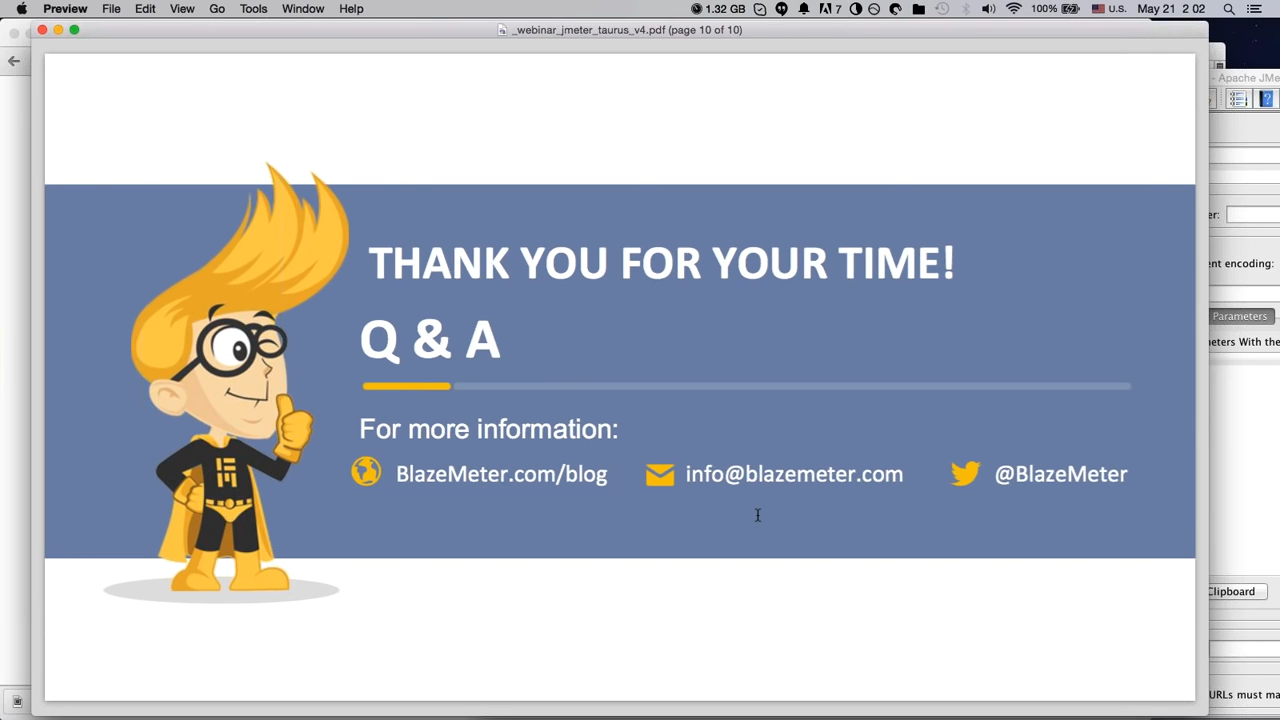 Preview File Edit View Go Tools Window Help 1.32 GB 7 100% U.S. May 21 2 02
_webinar_jmeter_taurus_v4.pdf (page 10 of 10)
- Apache JMe
er:
THANK YOU FOR YOUR TIME!
ent encoding:
Parameters
Q & A
eters With the
For more information:
BlazeMeter.com/blog info@blazemeter.com @BlazeMeter
Clipboard
URLs must ma